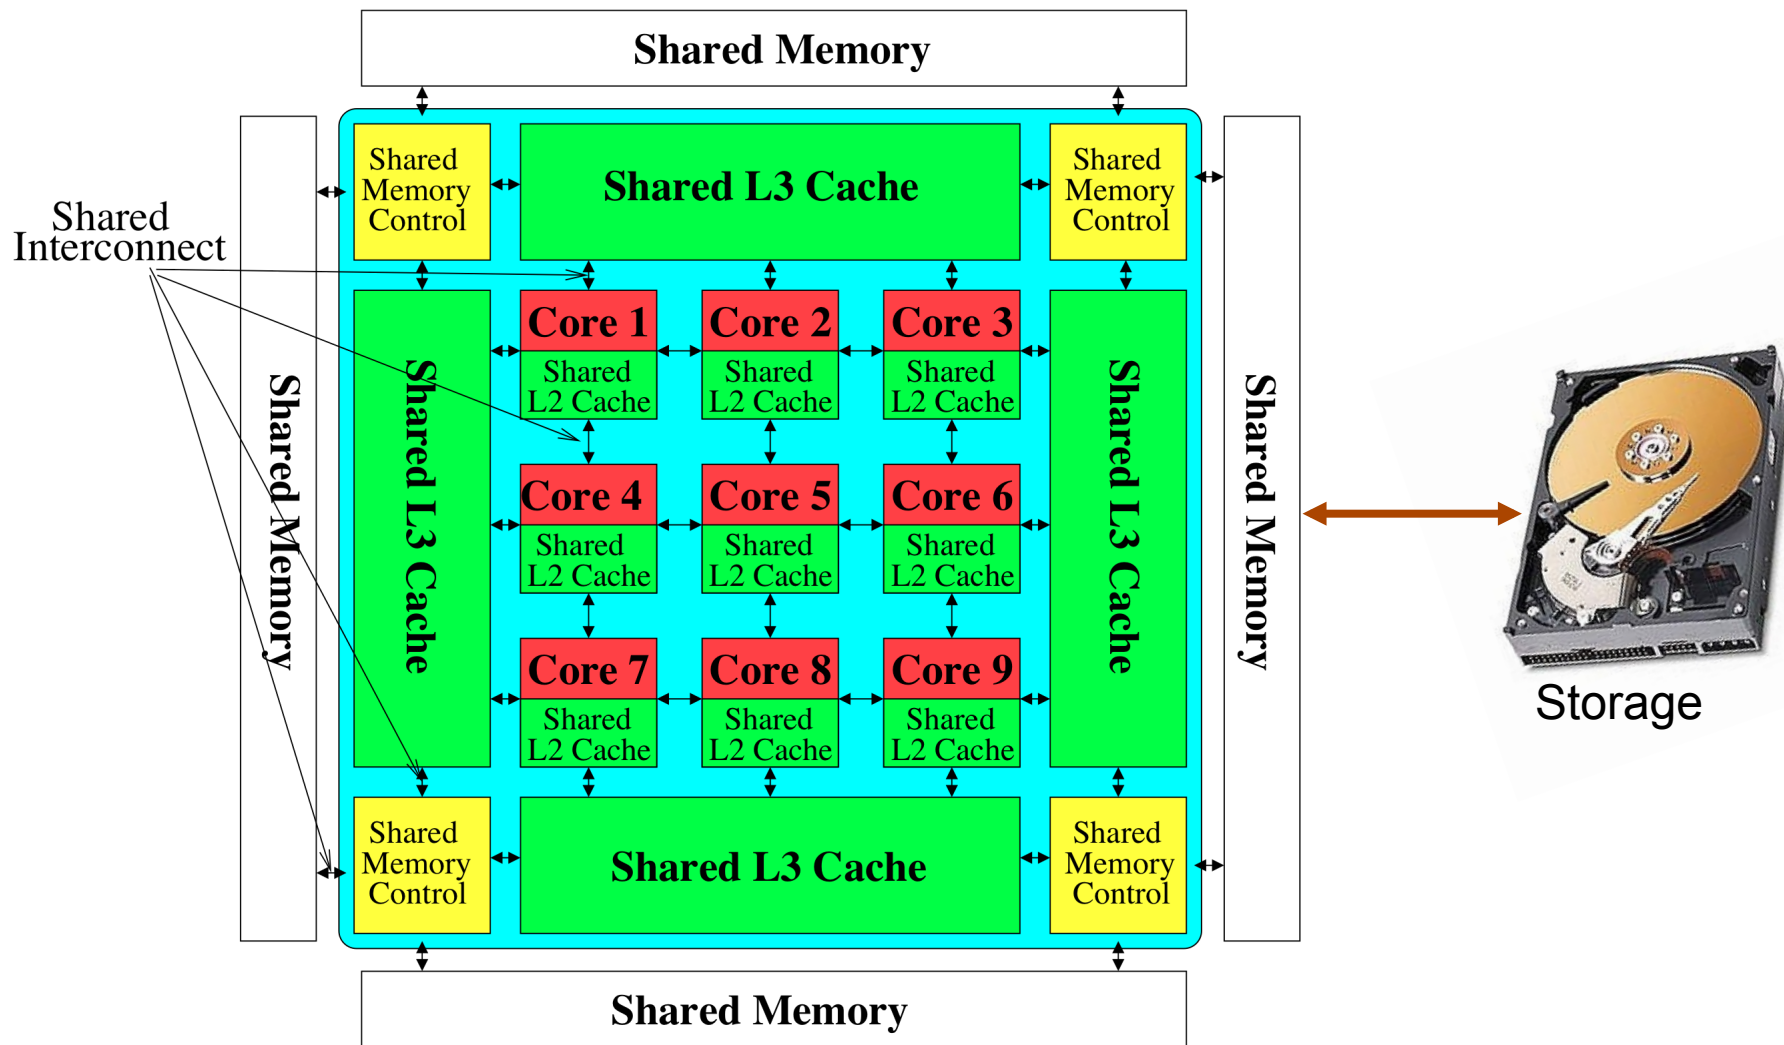 Shared Memory
Shared
Memory
Control
Shared L3 Cache
Shared
Memory
Control
Shared
Interconnect
Shared Memory
Shared L3 Cache
Core 1
Core 2
Core 3
Shared
L2 Cache
Shared
L2 Cache
Shared
L2 Cache
Core 4
Core 5
Core 6
Shared
L2 Cache
Shared
L2 Cache
Shared
L2 Cache
Core 7
Core 8
Core 9
Shared
L2 Cache
Shared
L2 Cache
Shared
L2 Cache
Shared L3 Cache
Shared Memory
Storage
Shared
Memory
Control
Shared L3 Cache
Shared
Memory
Control
Shared Memory